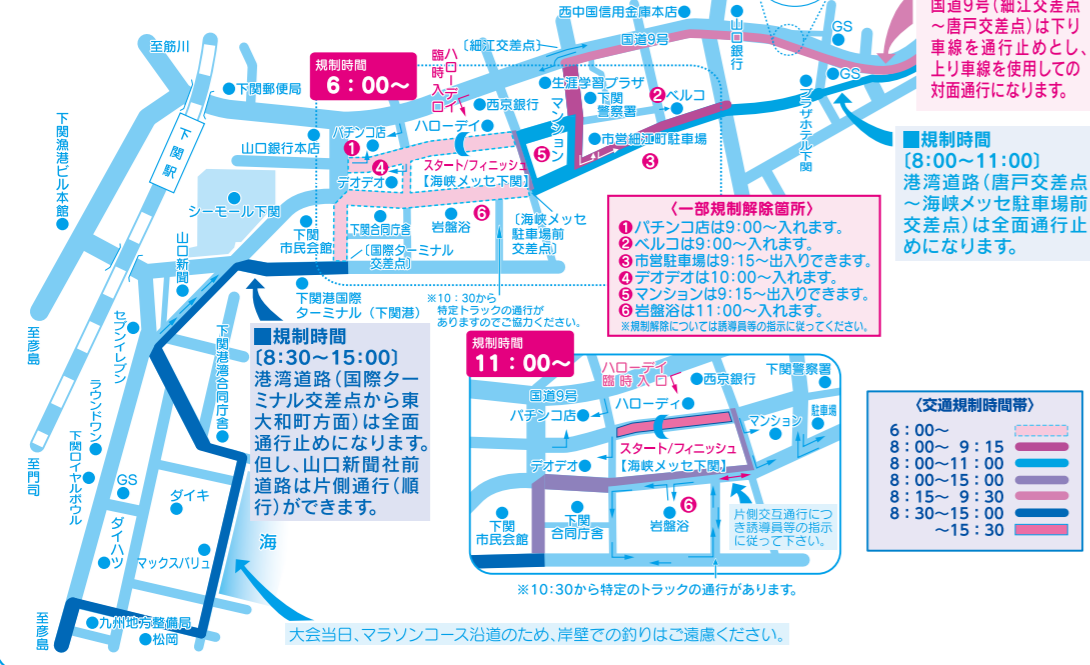 西中国信用金庫本店
山口銀行
GS
国道9号(細江交差点
～唐戸交差点)は下り
車線を通行止めとし、
上り車線を使用しての
対面通行になります。
至筋川
〔細江交差点〕
国道9号
GS
規制時間
6:00～
ハローデイ
臨時入口
下関郵便局
生涯学習プラザ
西京銀行
マンション
下関
警察署
❷ベルコ
プラザホテル下関
下関漁港ビル本館
下関駅
山口銀行本店
パチンコ店
ハローデイ
市営細江町駐車場
❶
❹
❺
❸
スタート/フィニッシュ
【海峡メッセ下関】
デオデオ
シーモール下関
❻
下関
市民会館
下関合同庁舎
岩盤浴
〔海峡メッセ
駐車場前
交差点〕
〔国際ターミナル
交差点〕
■規制時間
〔8:00～11:00〕
港湾道路(唐戸交差点
～海峡メッセ駐車場前
交差点)は全面通行止
めになります。
〈一部規制解除箇所〉
❶パチンコ店は9:00～入れます。
❷ベルコは9:00～入れます。
❸市営駐車場は9:15～出入りできます。
❹デオデオは10:00～入れます。
❺マンションは9:15～出入りできます。
❻岩盤浴は11:00～入れます。
※規制解除については誘導員等の指示に従ってください。
山口新聞
下関港国際
ターミナル(下関港)
※10:30から
特定トラックの通行が
ありますのでご協力ください。
至彦島
セブンイレブン
下関港湾合同庁舎
■規制時間
〔8:30～15:00〕
港湾道路(国際ター
ミナル交差点から東
大和町方面)は全面
通行止めになります。
但し、山口新聞社前
道路は片側通行(順
行)ができます。
規制時間
11:00～
ハローデイ
臨時入口
西京銀行
下関警察署
国道9号
パチンコ店
ハローディ
マンション
駐車場
スタート/フィニッシュ
【海峡メッセ下関】
デオデオ
❻
下関
市民会館
下関
合同庁舎
岩盤浴
片側交互通行につ
き誘導員等の指示
に従って下さい。
※10:30から特定のトラックの通行があります。
〈交通規制時間帯〉
6:00～
8:00～ 9:15
8:00～11:00
8:00～15:00
8:15～ 9:30
8:30～15:00
～15:30
ラウンドワン
下関ロイヤルボウル
至門司
GS
ダイキ
ダイハツ
マックスバリュ
海
至彦島
九州地方整備局
松岡
大会当日、マラソンコース沿道のため、岸壁での釣りはご遠慮ください。